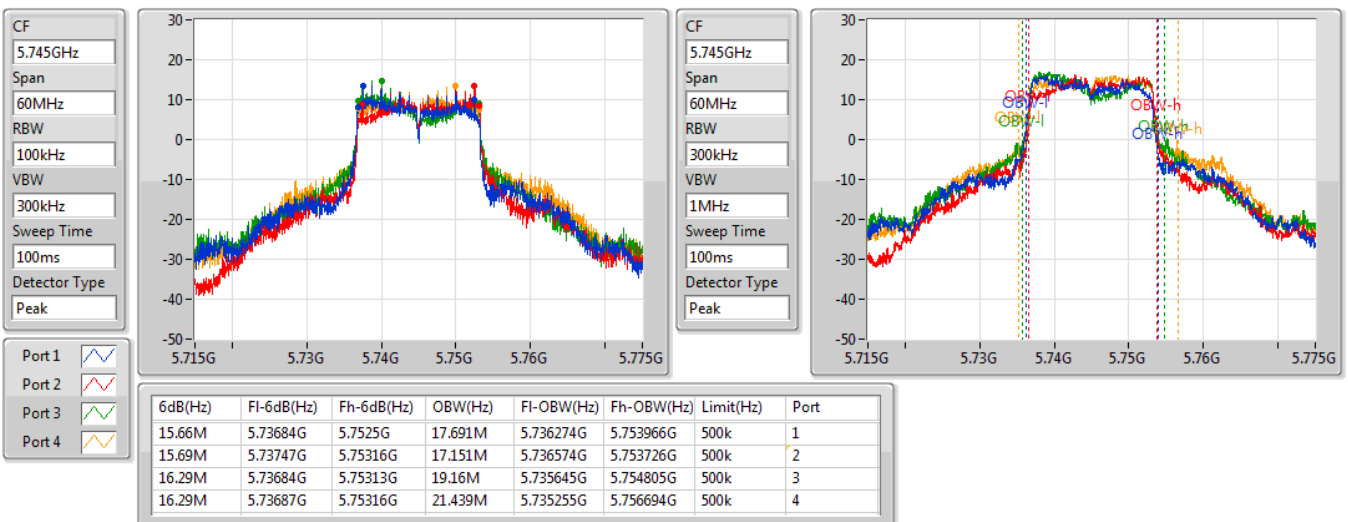 CF
5.745GHz
Span
60MHz
RBW
100kHz
VBW
300kHz
Sweep Time
100ms
Detector Type
Peak
30
20
10
0
-10
-20
-30
-40
-50
5.715G 5.73G 5.74G 5.75G 5.76G 5.775G
CF
5.745GHz
Span
60MHz
RBW
300kHz
VBW
1MHz
Sweep Time
100ms
Detector Type
Peak
30
20
10
0
-10
-20
-30
-40
-50
OBW-l
OBW-l
OBW-h
OBW-h
5.715G 5.73G 5.74G 5.75G 5.76G 5.775G
Port 1
Port 2
Port 3
Port 4
6dB(Hz) Fl-6dB(Hz) Fh-6dB(Hz) OBW(Hz) Fl-OBW(Hz) Fh-OBW(Hz) Limit(Hz) Port
15.66M 5.73684G 5.7525G 17.691M 5.736274G 5.753966G 500k 1
15.69M 5.73747G 5.75316G 17.151M 5.736574G 5.753726G 500k 2
16.29M 5.73684G 5.75313G 19.16M 5.735645G 5.754805G 500k 3
16.29M 5.73687G 5.75316G 21.439M 5.735255G 5.756694G 500k 4